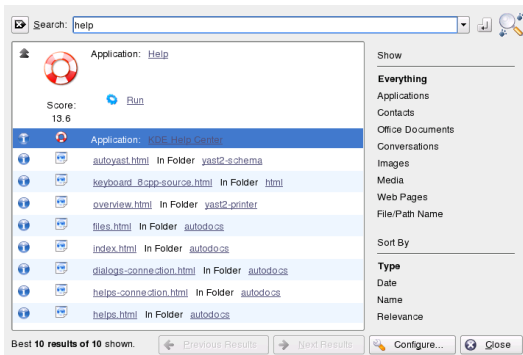 Search: help
Application: Help
Run
Score:
13.6
Application: KDE Help Center
autoyast.html In Folder yast2-schema
keyboard_8cpp-source.html In Folder html
overview.html In Folder yast2-printer
files.html In Folder autodocs
index.html In Folder autodocs
dialogs-connection.html In Folder autodocs
helps-connection.html In Folder autodocs
helps.html In Folder autodocs
Show
Everything
Applications
Contacts
Office Documents
Conversations
Images
Media
Web Pages
File/Path Name
Sort By
Type
Date
Name
Relevance
Best 10 results of 10 shown.
Previous Results
Next Results
Configure...
Close